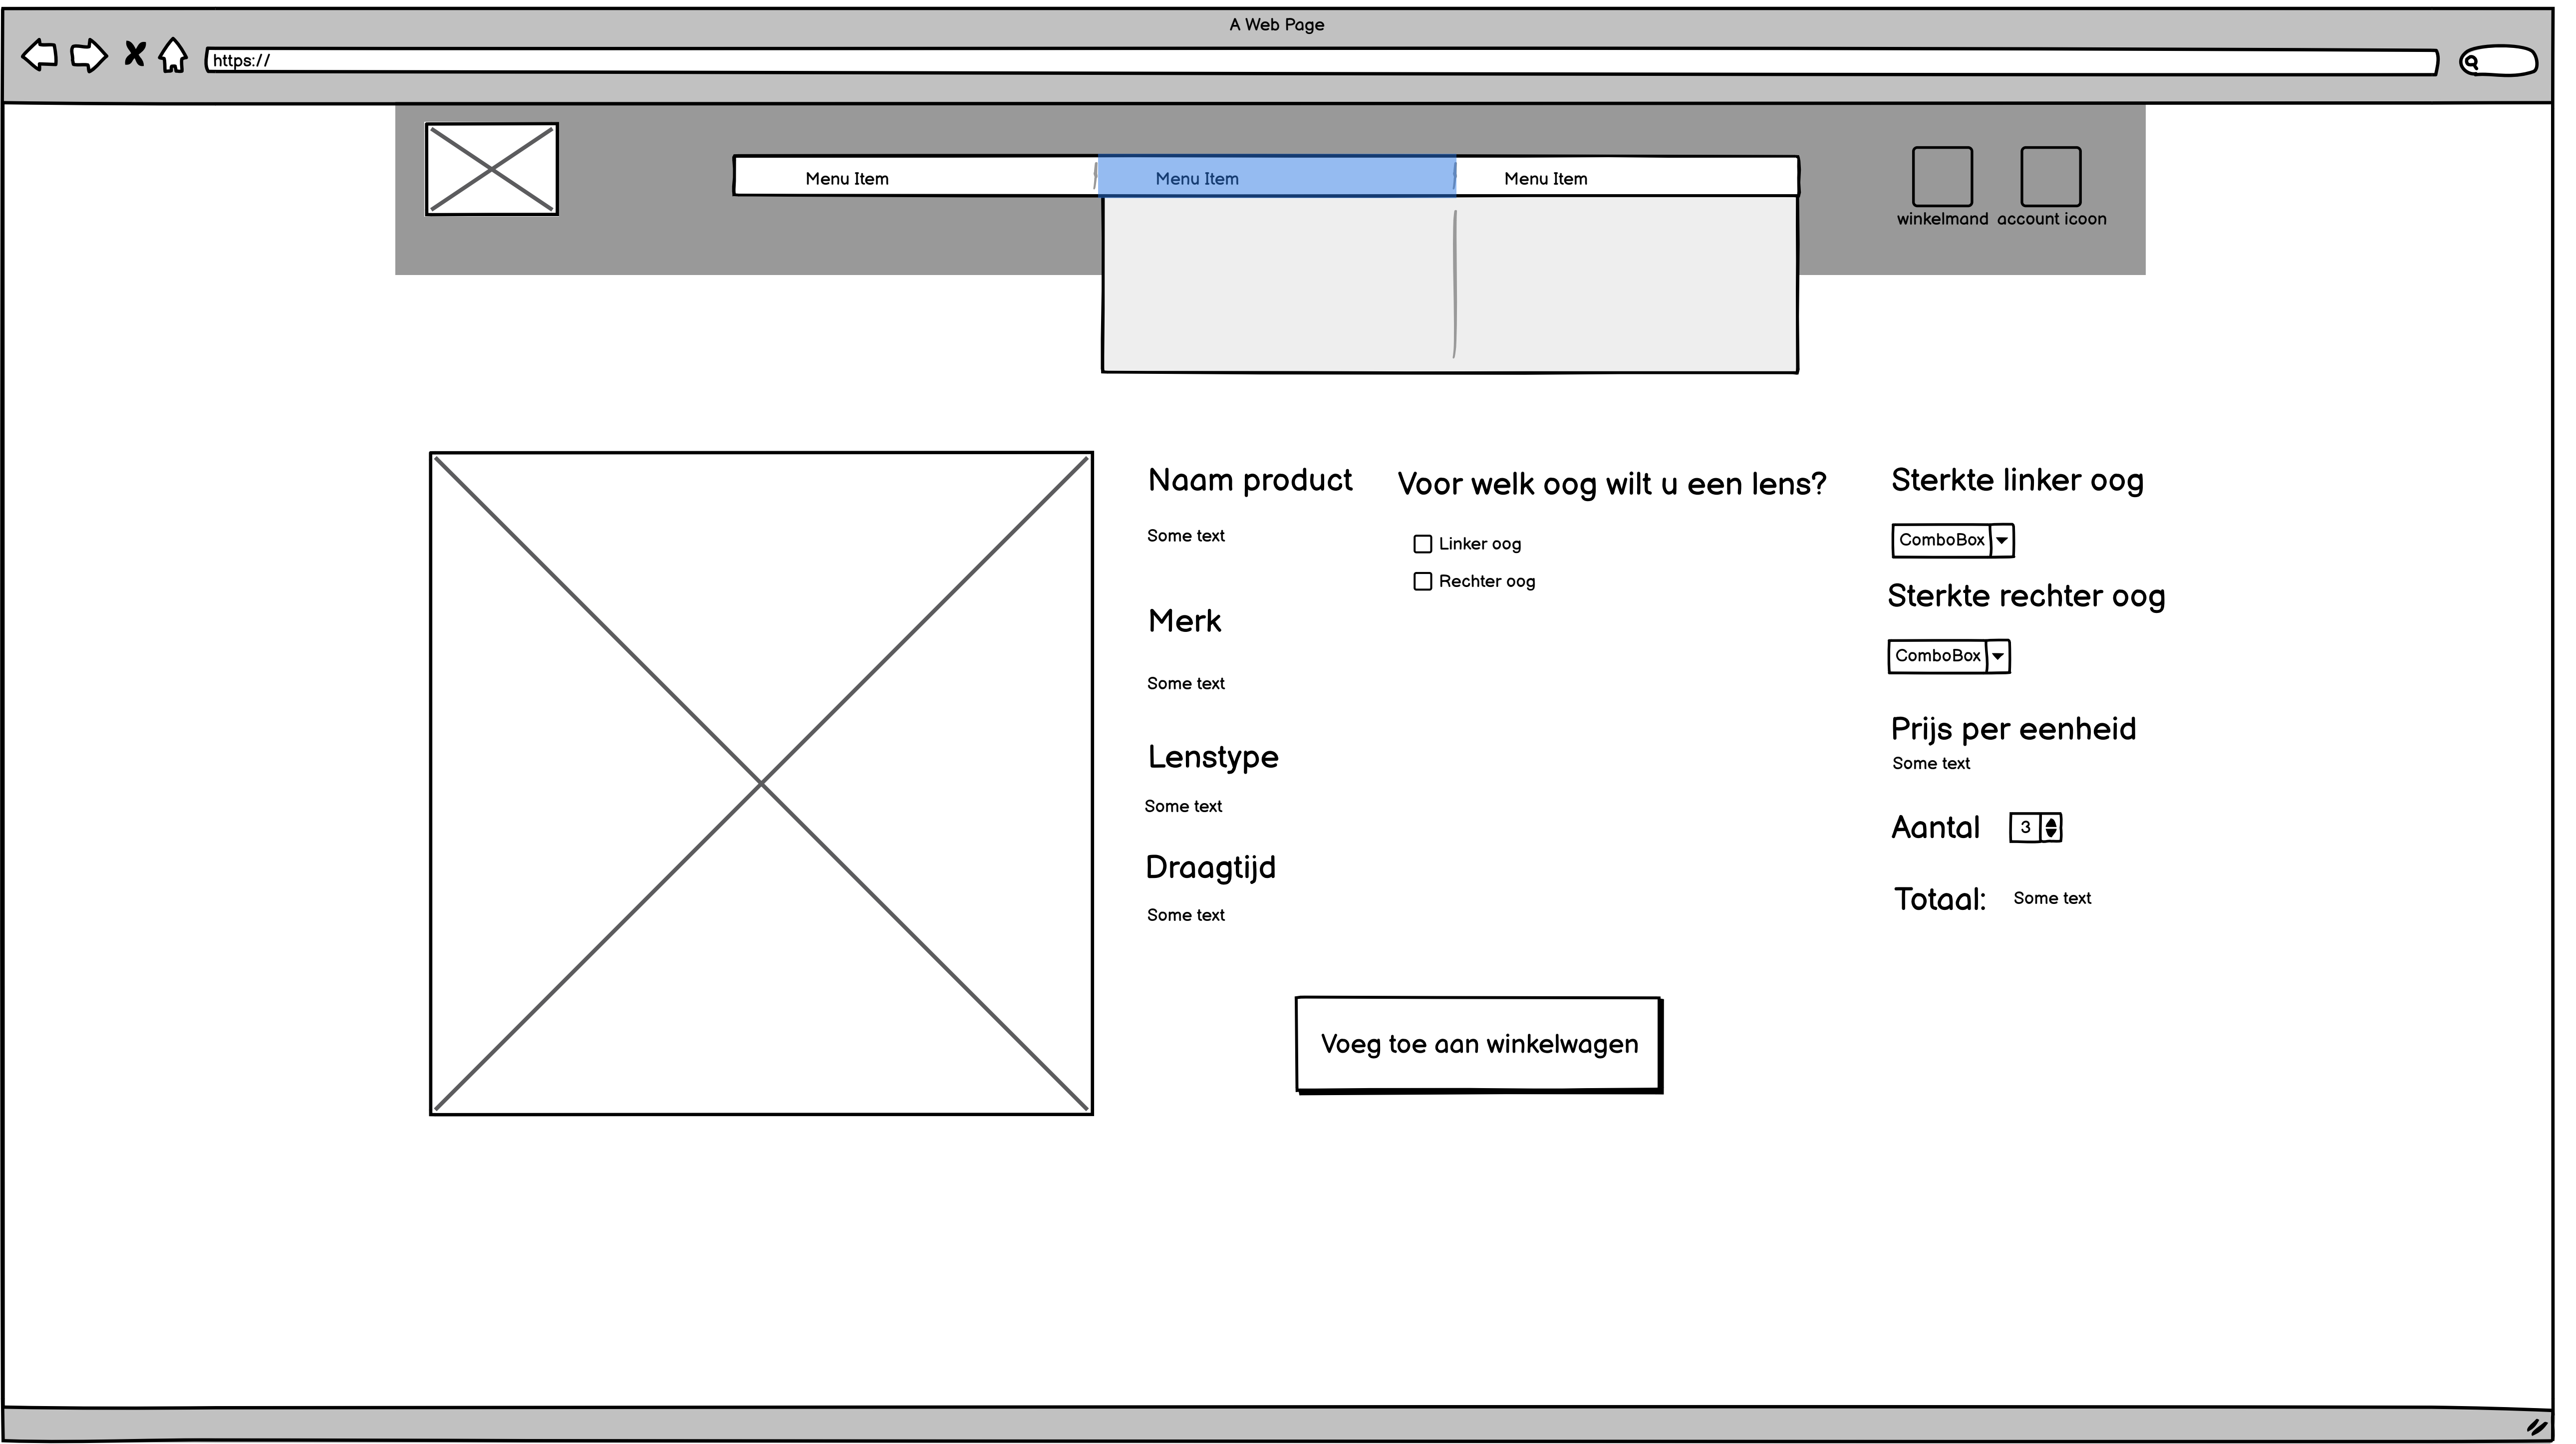 A Web Page
https://
Menu Item
Menu Item
Menu Item
winkelmand
account icoon
Naam product
Some text
Merk
Some text
Lenstype
Some text
Draagtijd
Some text
Voor welk oog wilt u een lens?
Linker oog
Rechter oog
Sterkte linker oog
ComboBox
Sterkte rechter oog
ComboBox
Prijs per eenheid
Some text
Aantal 3
Totaal: Some text
Voeg toe aan winkelwagen